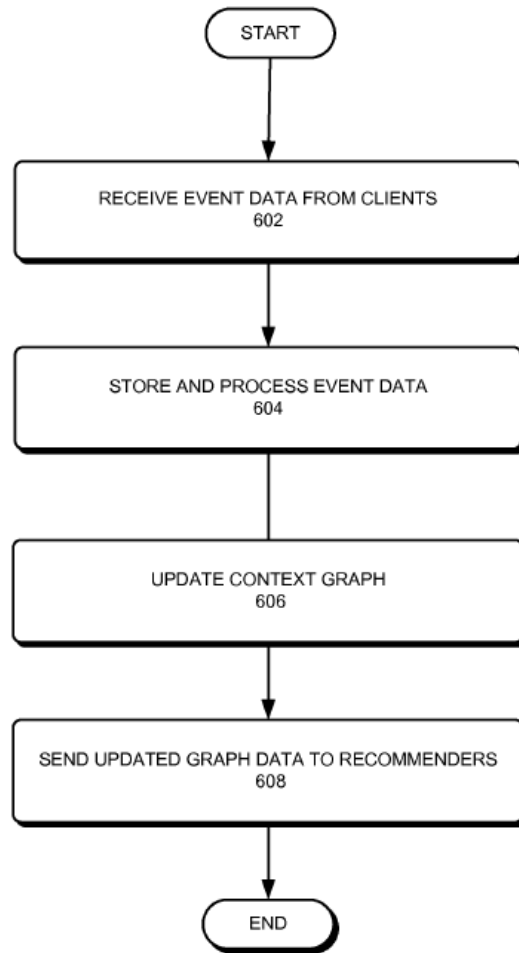 START
RECEIVE EVENT DATA FROM CLIENTS
602
STORE AND PROCESS EVENT DATA
604
UPDATE CONTEXT GRAPH
606
SEND UPDATED GRAPH DATA TO RECOMMENDERS
608
END